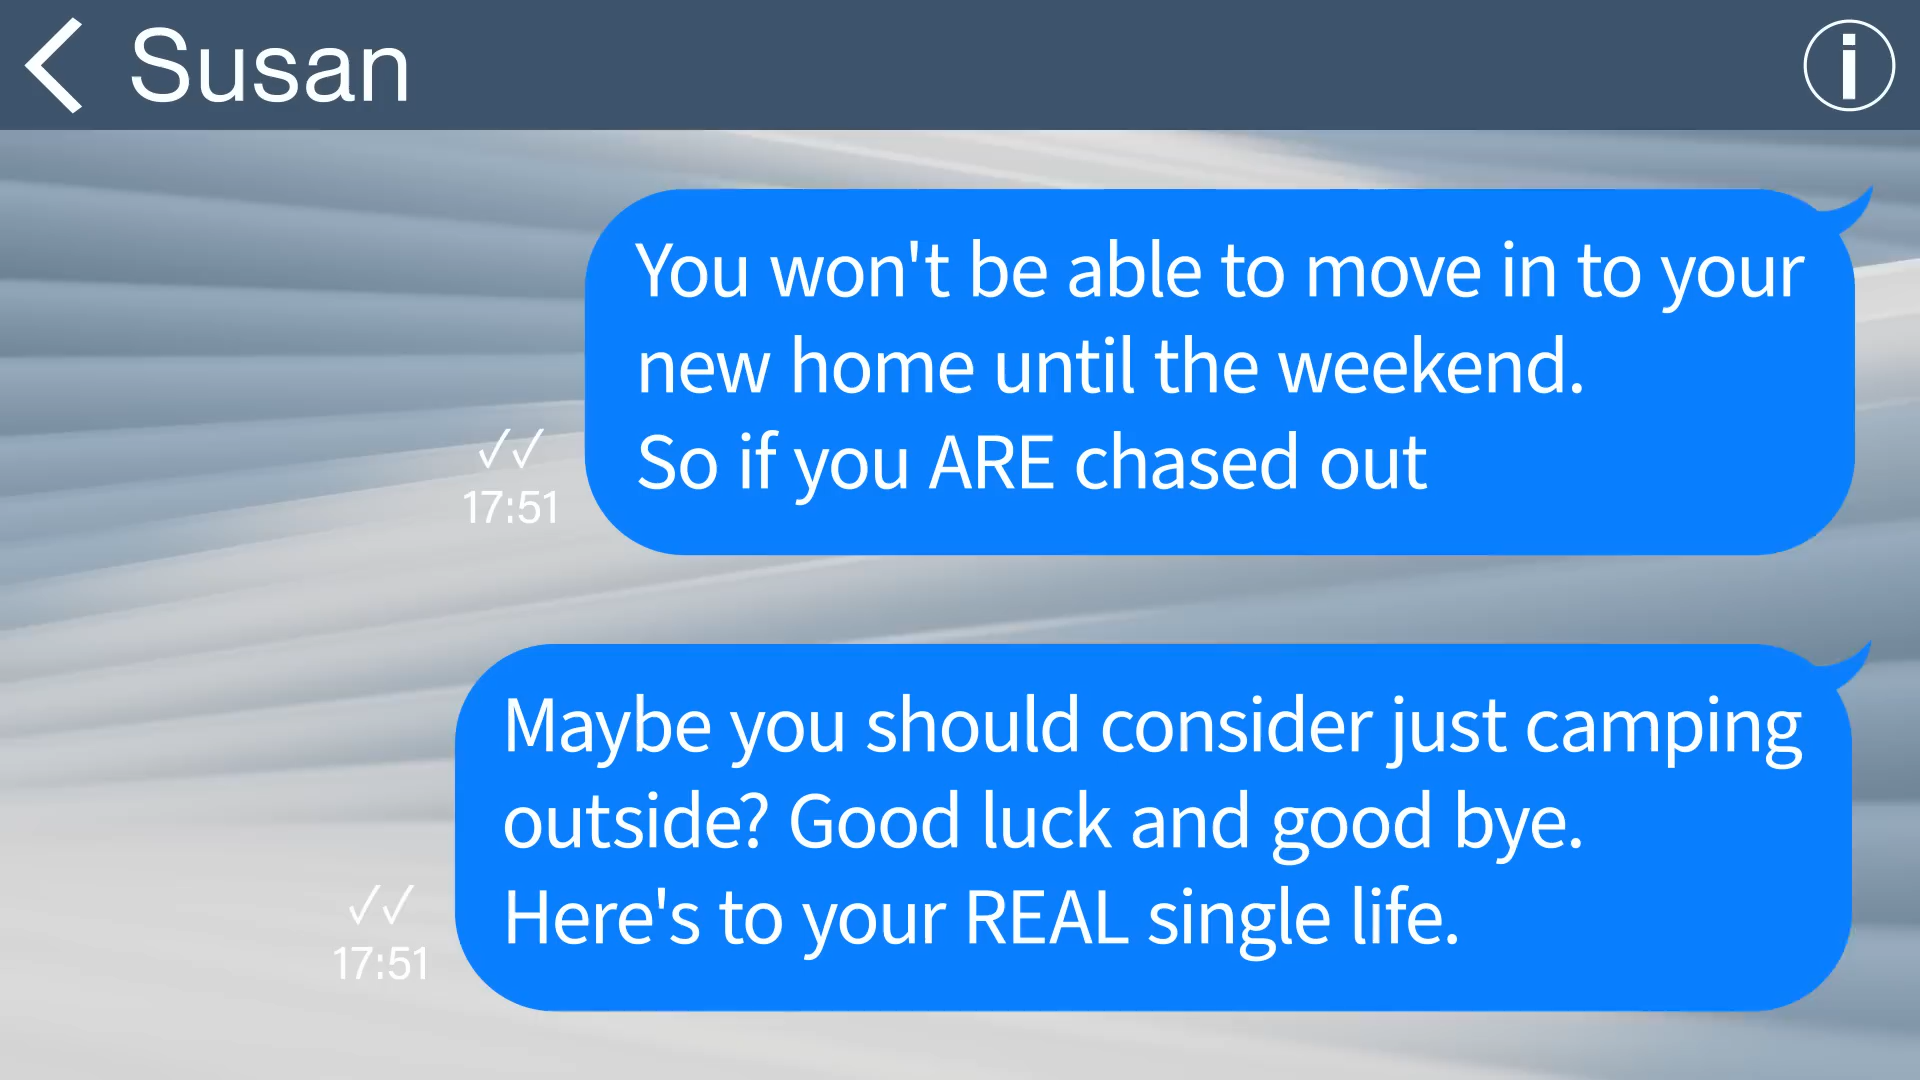 Susan
You won't be able to move in to your
new home until the weekend.
So if you ARE chased out
✓✓
17:51
Maybe you should consider just camping
outside? Good luck and good bye.
Here's to your REAL single life.
✓✓
17:51